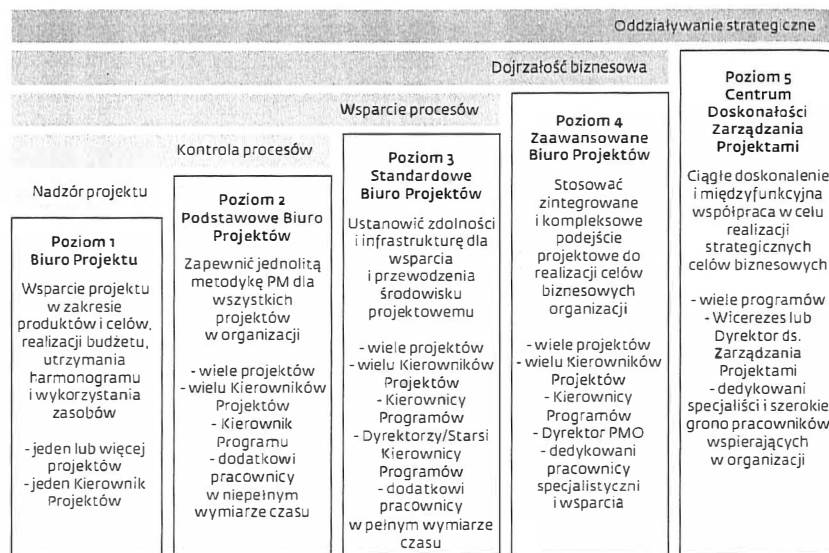 Oddziaływanie strategiczne
Dojrzałość biznesowa
Wsparcie procesów
Kontrola procesów
Nadzór projektu
Poziom 1
Biuro Projektu
Wsparcie projektu
w zakresie
produktów i celów,
realizacji budżetu,
utrzymania
harmonogramu
i wykorzystania
zasobów
- jeden lub więcej
projektów
- jeden Kierownik
Projektów
Poziom 2
Podstawowe Biuro
Projektów
Zapewnić jednolitą
metodykę PM dla
wszystkich
projektów
w organizacji
- wiele projektów
- wielu Kierowników
Projektów
- Kierownik
Programu
- dodatkowi
pracownicy
w niepełnym
wymiarze czasu
Poziom 3
Standardowe
Biuro Projektów
Ustanowić zdolności
i infrastrukturę dla
wsparcia
i przewodzenia
środowisku
projektowemu
- wiele projektów
- wielu Kierowników
Projektów
- Kierownicy
Programów
- Dyrektorzy/Starsi
Kierownicy
Programów
- dodatkowi
pracownicy
w pełnym wymiarze
czasu
Poziom 4
Zaawansowane
Biuro Projektów
Stosować
zintegrowane
i kompleksowe
podejście
projektowe do
realizacji celów
biznesowych
organizacji
- wiele projektów
- wielu Kierowników
Projektów
- Kierownicy
Programów
- Dyrektor PMO
- dedykowani
pracownicy
specjalistyczni
i wsparcia
Poziom 5
Centrum
Doskonałości
Zarządzania
Projektami
Ciągłe doskonalenie
i międzyfunkcyjna
współpraca w celu
realizacji
strategicznych
celów biznesowych
- wiele programów
- Wicerezes lub
Dyrektor ds.
Zarządzania
Projektami
- dedykowani
specjaliści i szerokie
grono pracowników
wspierających
w organizacji